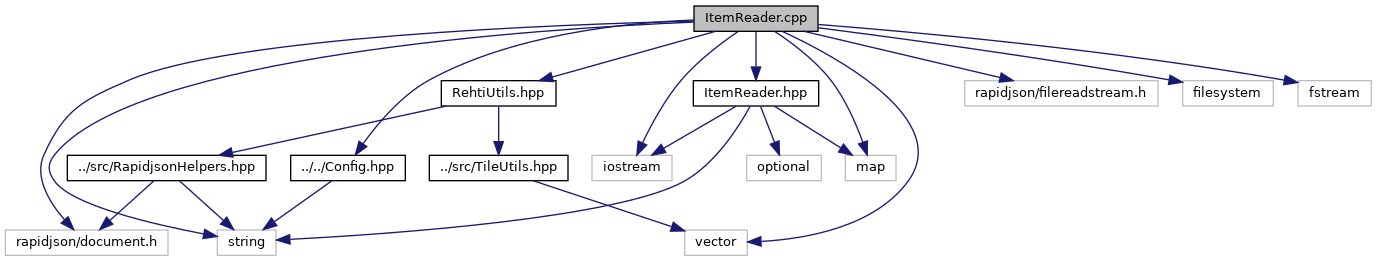 ItemReader.cpp
RehtiUtils.hpp
ItemReader.hpp
rapidjson/filereadstream.h
filesystem
fstream
../src/RapidjsonHelpers.hpp
../../Config.hpp
../src/TileUtils.hpp
iostream
optional
map
rapidjson/document.h
string
vector